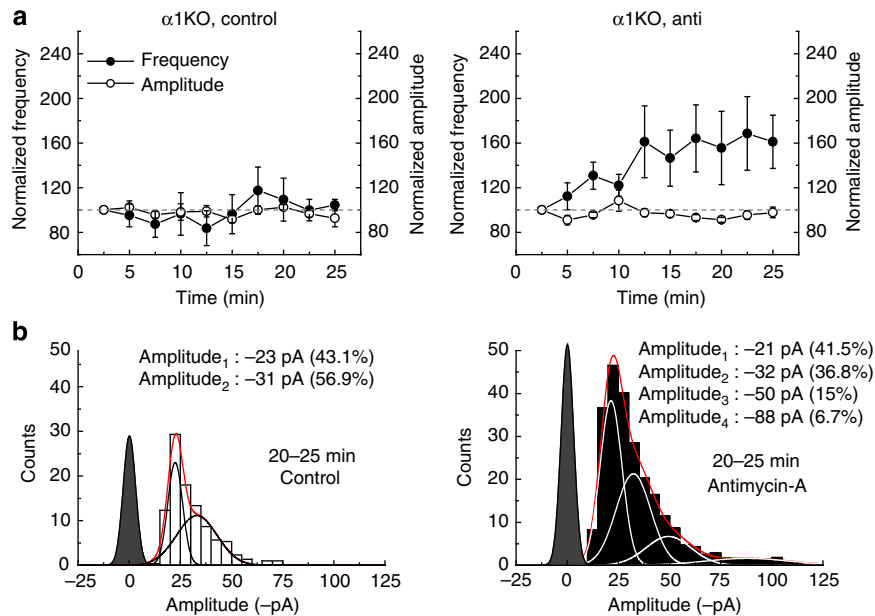 a
α1KO, control
Normalized frequency
240
200
160
120
80
Frequency
Amplitude
240
200
160
120
80
Normalized amplitude
0 5 10 15 20 25
Time (min)
α1KO, anti
Normalized frequency
240
200
160
120
80
240
200
160
120
80
Normalized amplitude
0 5 10 15 20 25
Time (min)
b
Counts
50
40
30
20
10
0
Amplitude₁ : –23 pA (43.1%)
Amplitude₂ : –31 pA (56.9%)
20–25 min
Control
–25 0 25 50 75 100 125
Amplitude (–pA)
Counts
50
40
30
20
10
0
Amplitude₁ : –21 pA (41.5%)
Amplitude₂ : –32 pA (36.8%)
Amplitude₃ : –50 pA (15%)
Amplitude₄ : –88 pA (6.7%)
20–25 min
Antimycin-A
–25 0 25 50 75 100 125
Amplitude (–pA)